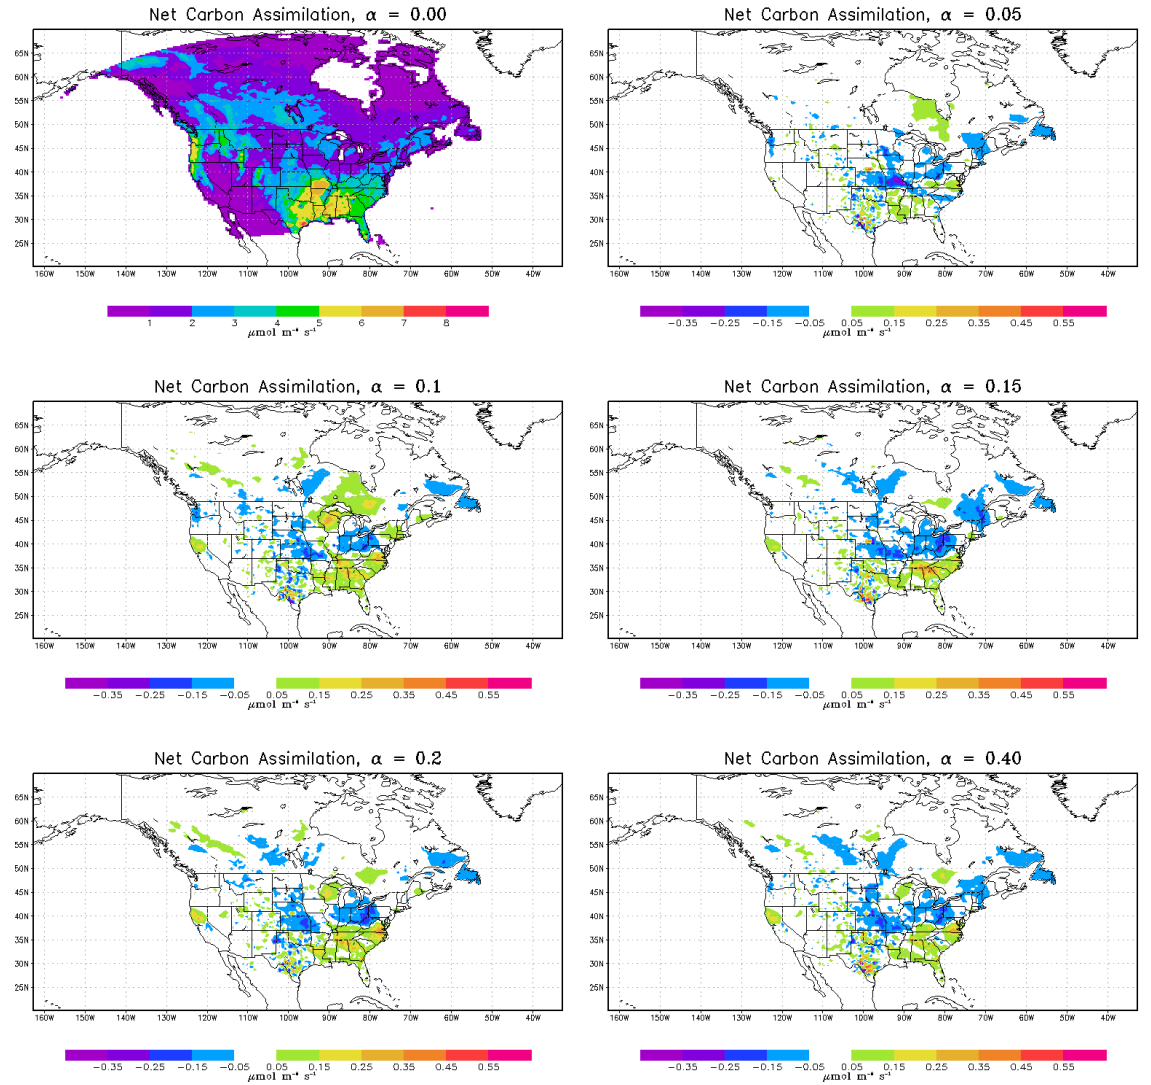 Net Carbon Assimilation, α = 0.00
65N
60N
55N
50N
45N
40N
35N
30N
25N
160W 150W 140W 130W 120W 110W 100W 90W 80W 70W 60W 50W 40W
1 2 3 4 5 6 7 8
μmol m⁻² s⁻¹
Net Carbon Assimilation, α = 0.05
65N
60N
55N
50N
45N
40N
35N
30N
25N
160W 150W 140W 130W 120W 110W 100W 90W 80W 70W 60W 50W 40W
−0.35 −0.25 −0.15 −0.05 0.05 0.15 0.25 0.35 0.45 0.55
μmol m⁻² s⁻¹
Net Carbon Assimilation, α = 0.1
65N
60N
55N
50N
45N
40N
35N
30N
25N
160W 150W 140W 130W 120W 110W 100W 90W 80W 70W 60W 50W 40W
−0.35 −0.25 −0.15 −0.05 0.05 0.15 0.25 0.35 0.45 0.55
μmol m⁻² s⁻¹
Net Carbon Assimilation, α = 0.15
65N
60N
55N
50N
45N
40N
35N
30N
25N
160W 150W 140W 130W 120W 110W 100W 90W 80W 70W 60W 50W 40W
−0.35 −0.25 −0.15 −0.05 0.05 0.15 0.25 0.35 0.45 0.55
μmol m⁻² s⁻¹
Net Carbon Assimilation, α = 0.2
65N
60N
55N
50N
45N
40N
35N
30N
25N
160W 150W 140W 130W 120W 110W 100W 90W 80W 70W 60W 50W 40W
−0.35 −0.25 −0.15 −0.05 0.05 0.15 0.25 0.35 0.45 0.55
μmol m⁻² s⁻¹
Net Carbon Assimilation, α = 0.40
65N
60N
55N
50N
45N
40N
35N
30N
25N
160W 150W 140W 130W 120W 110W 100W 90W 80W 70W 60W 50W 40W
−0.35 −0.25 −0.15 −0.05 0.05 0.15 0.25 0.35 0.45 0.55
μmol m⁻² s⁻¹